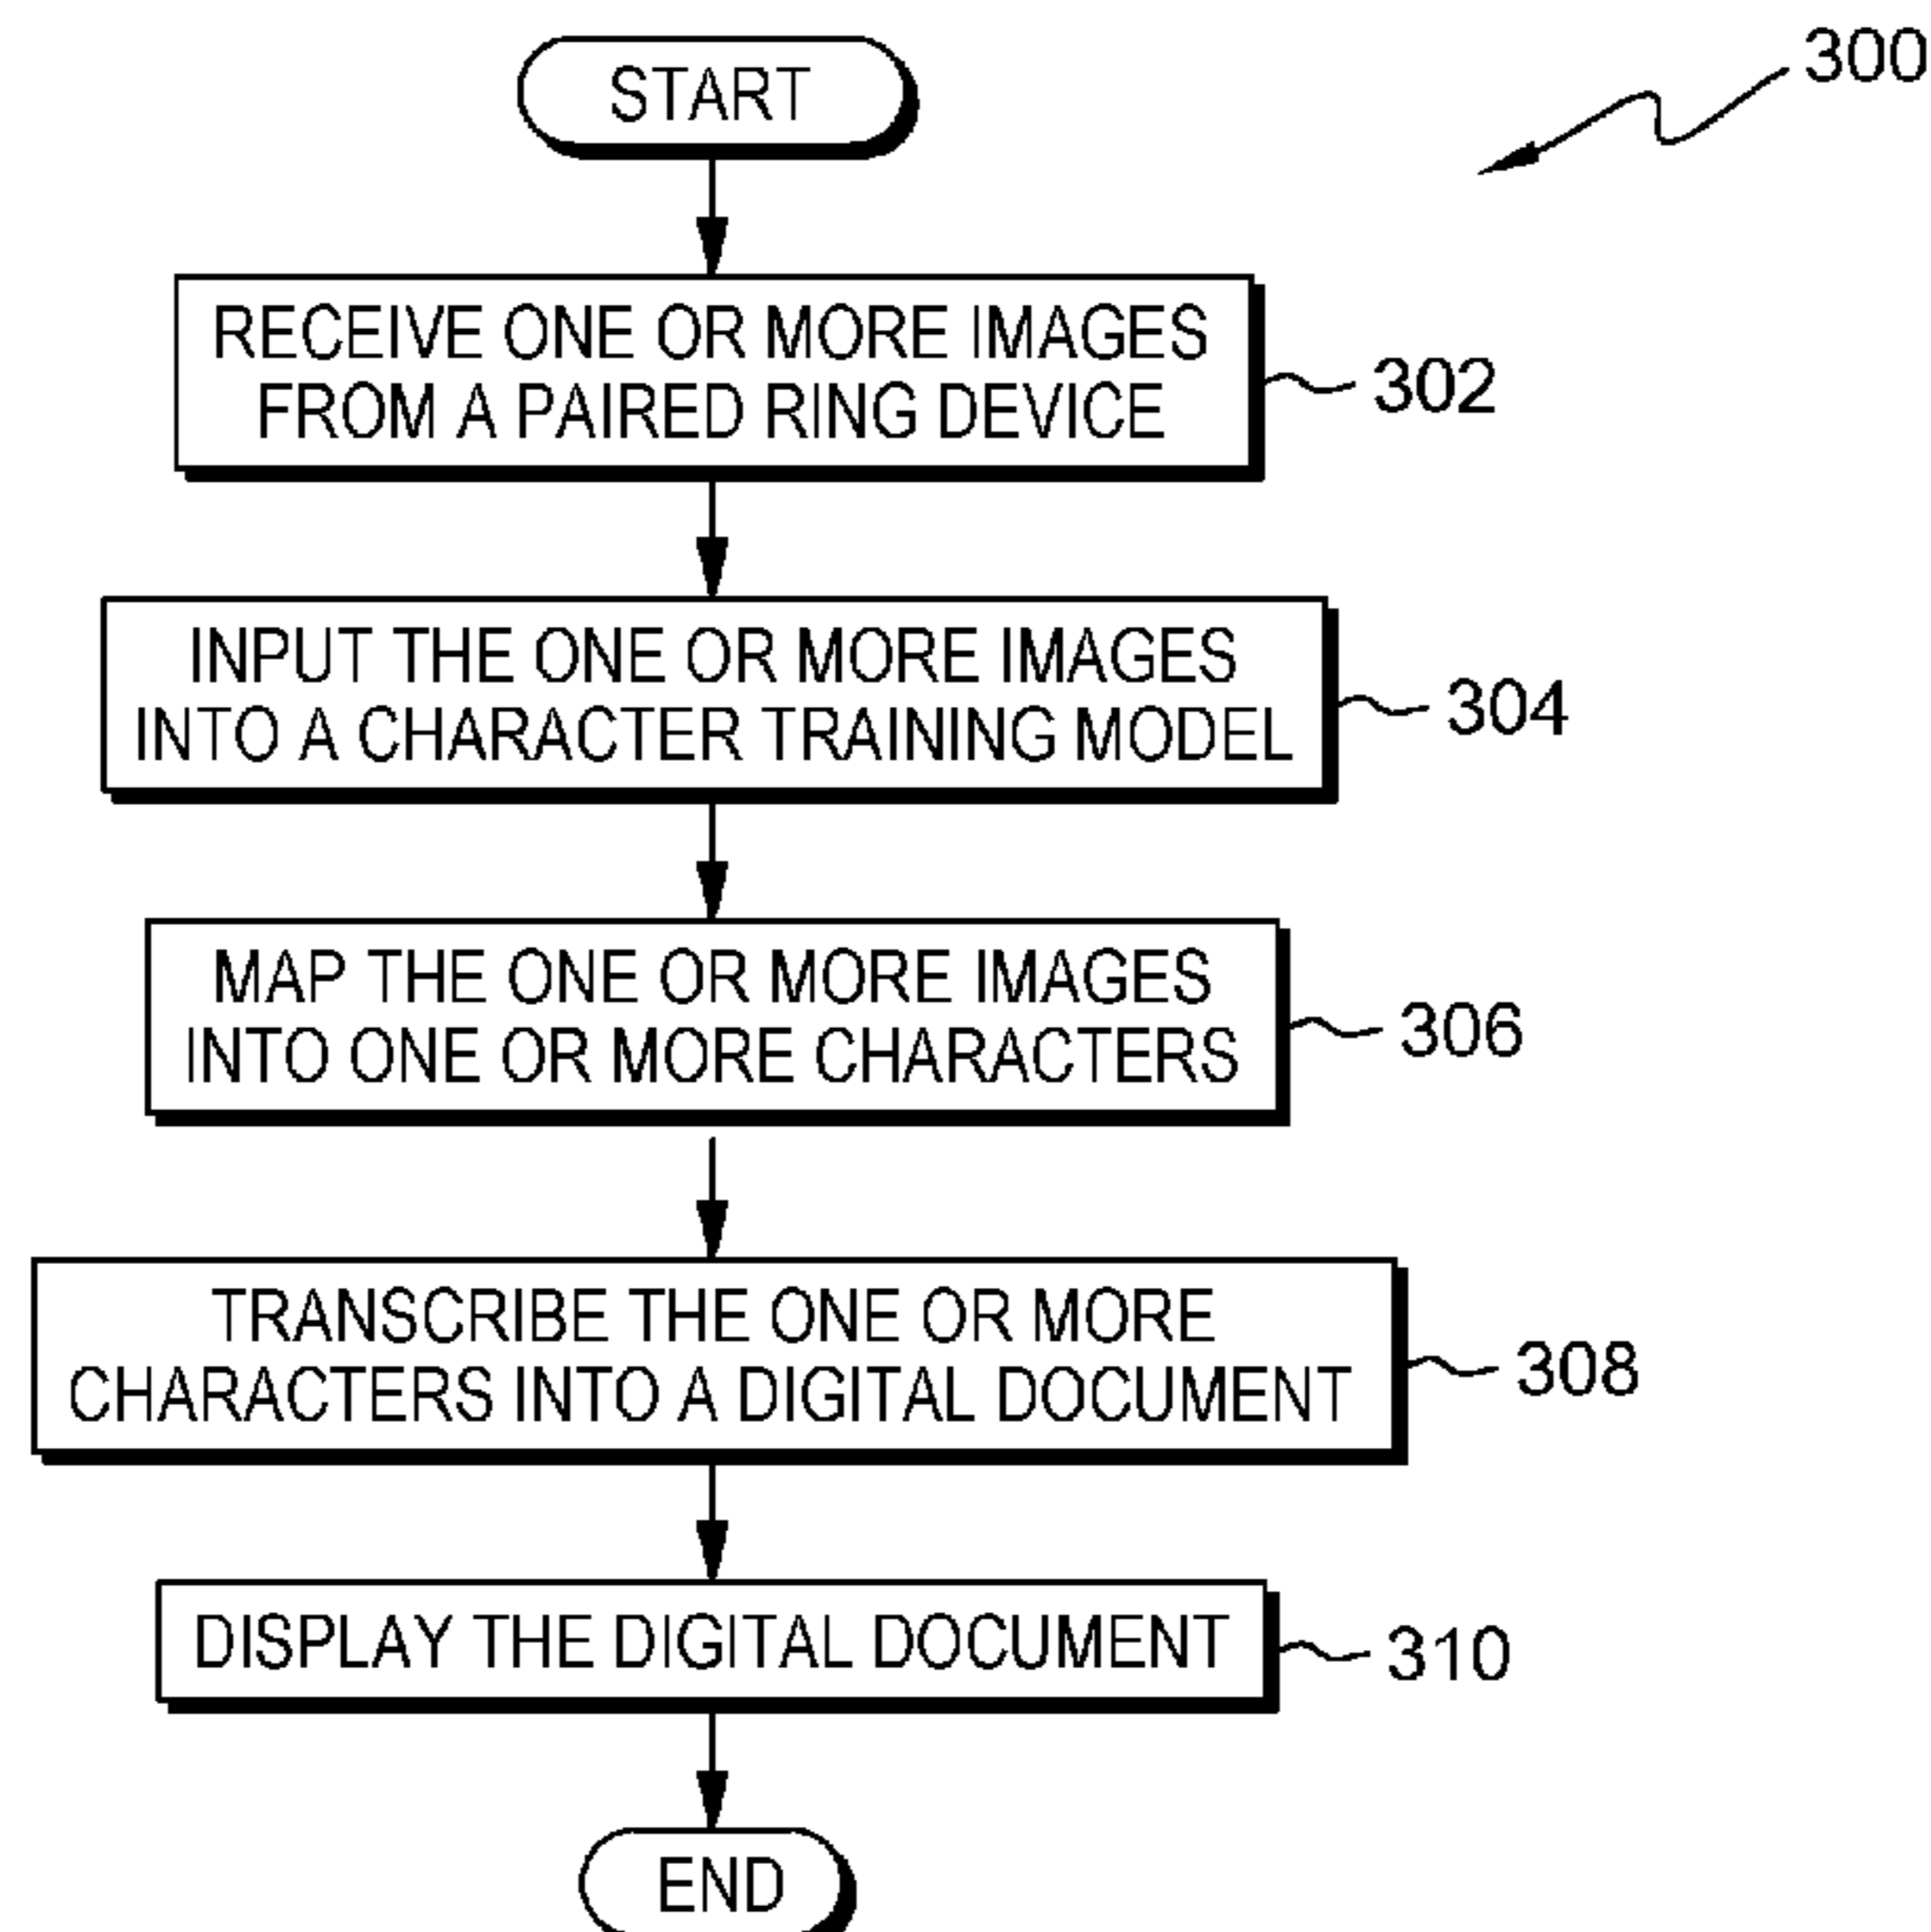 START
300
RECEIVE ONE OR MORE IMAGES
FROM A PAIRED RING DEVICE
302
INPUT THE ONE OR MORE IMAGES
INTO A CHARACTER TRAINING MODEL
304
MAP THE ONE OR MORE IMAGES
INTO ONE OR MORE CHARACTERS
306
TRANSCRIBE THE ONE OR MORE
CHARACTERS INTO A DIGITAL DOCUMENT
308
DISPLAY THE DIGITAL DOCUMENT
310
END